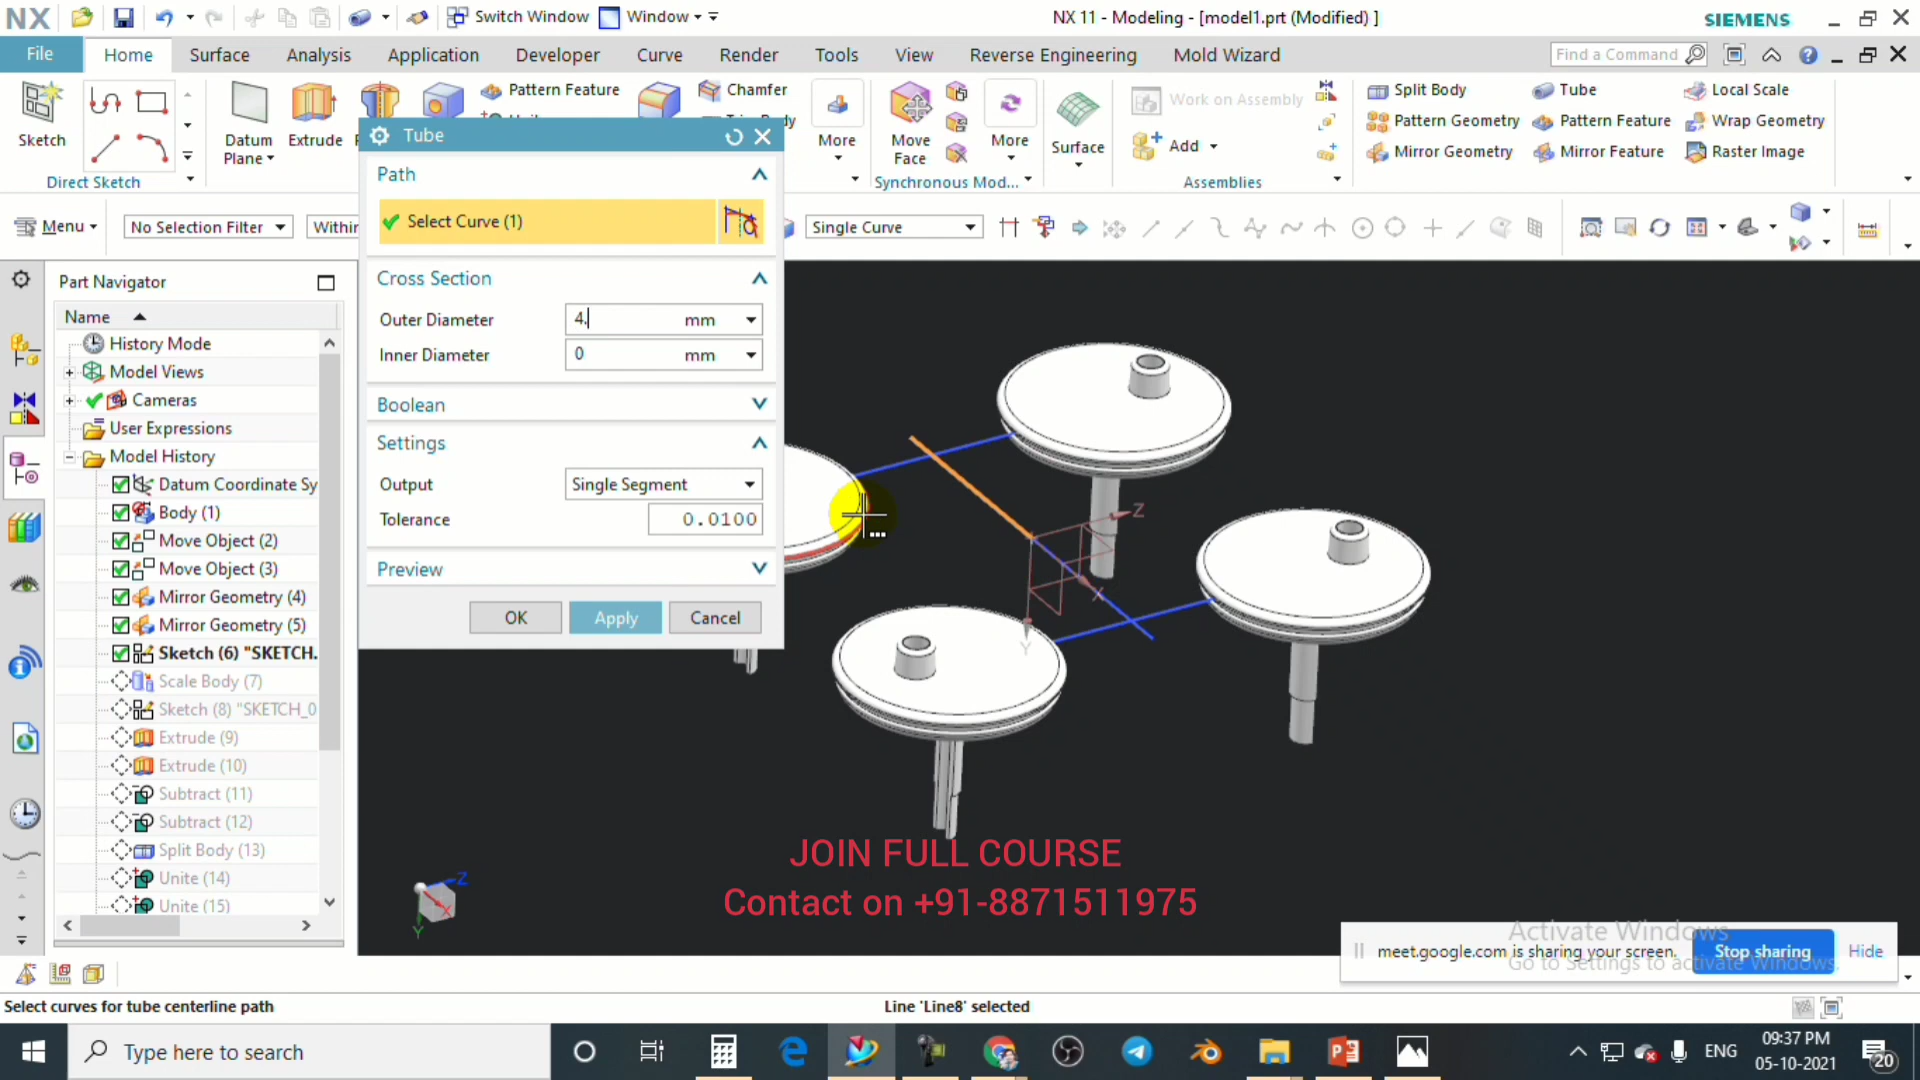 NX
Switch Window
Window
NX 11 - Modeling - [model1.prt (Modified) ]
SIEMENS
File
Home
Surface
Analysis
Application
Developer
Curve
Render
Tools
View
Reverse Engineering
Mold Wizard
Find a Command
Sketch
Direct Sketch
Datum
Plane
Extrude
Pattern Feature
Chamfer
More
Move
Face
Synchronous Mod...
More
Surface
Work on Assembly
Add
Assemblies
Split Body
Tube
Local Scale
Pattern Geometry
Pattern Feature
Wrap Geometry
Mirror Geometry
Mirror Feature
Raster Image
Menu
No Selection Filter
Withir
Single Curve
Tube
Path
Select Curve (1)
Cross Section
Outer Diameter
4.
mm
Inner Diameter
0
mm
Boolean
Settings
Output
Single Segment
Tolerance
0.0100
Preview
OK
Apply
Cancel
Part Navigator
Name
History Mode
Model Views
Cameras
User Expressions
Model History
Datum Coordinate Sy
Body (1)
Move Object (2)
Move Object (3)
Mirror Geometry (4)
Mirror Geometry (5)
Sketch (6) "SKETCH.
Scale Body (7)
Sketch (8) "SKETCH_0
Extrude (9)
Extrude (10)
Subtract (11)
Subtract (12)
Split Body (13)
Unite (14)
Unite (15)
Z
X
Y
Z
X
Y
JOIN FULL COURSE
Contact on +91-8871511975
Activate Windows
Go to Settings to activate Windows.
meet.google.com is sharing your screen.
Stop sharing
Hide
Select curves for tube centerline path
Line 'Line8' selected
Type here to search
ENG
09:37 PM
05-10-2021
20